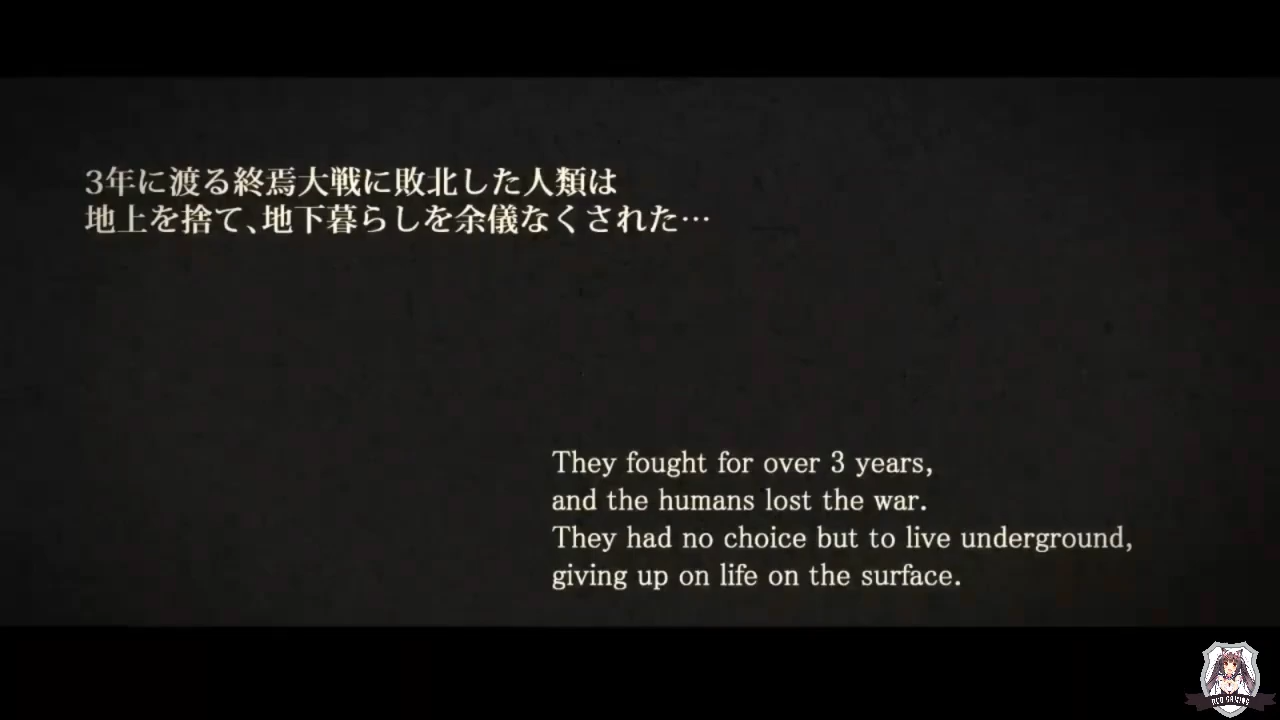 3年に渡る終焉大戦に敗北した人類は
地上を捨て、地下暮らしを余儀なくされた…
They fought for over 3 years,
and the humans lost the war.
They had no choice but to live underground,
giving up on life on the surface.